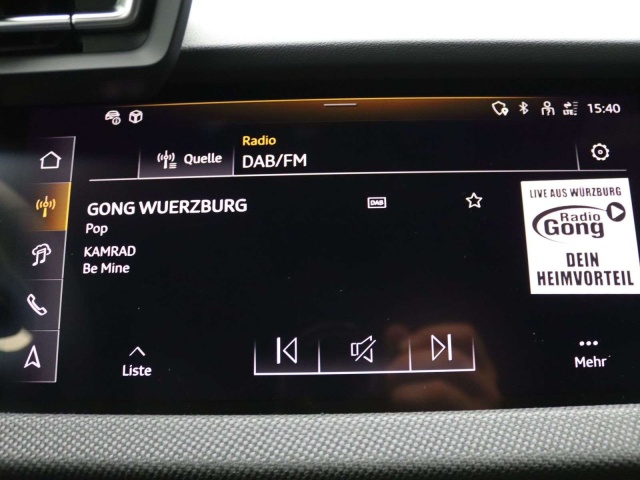 LTE
15:40
Radio
Quelle
DAB/FM
GONG WUERZBURG
DAB
Pop
KAMRAD
Be Mine
LIVE AUS WÜRZBURG
Radio
Gong
DEIN
HEIMVORTEIL
Liste
Mehr